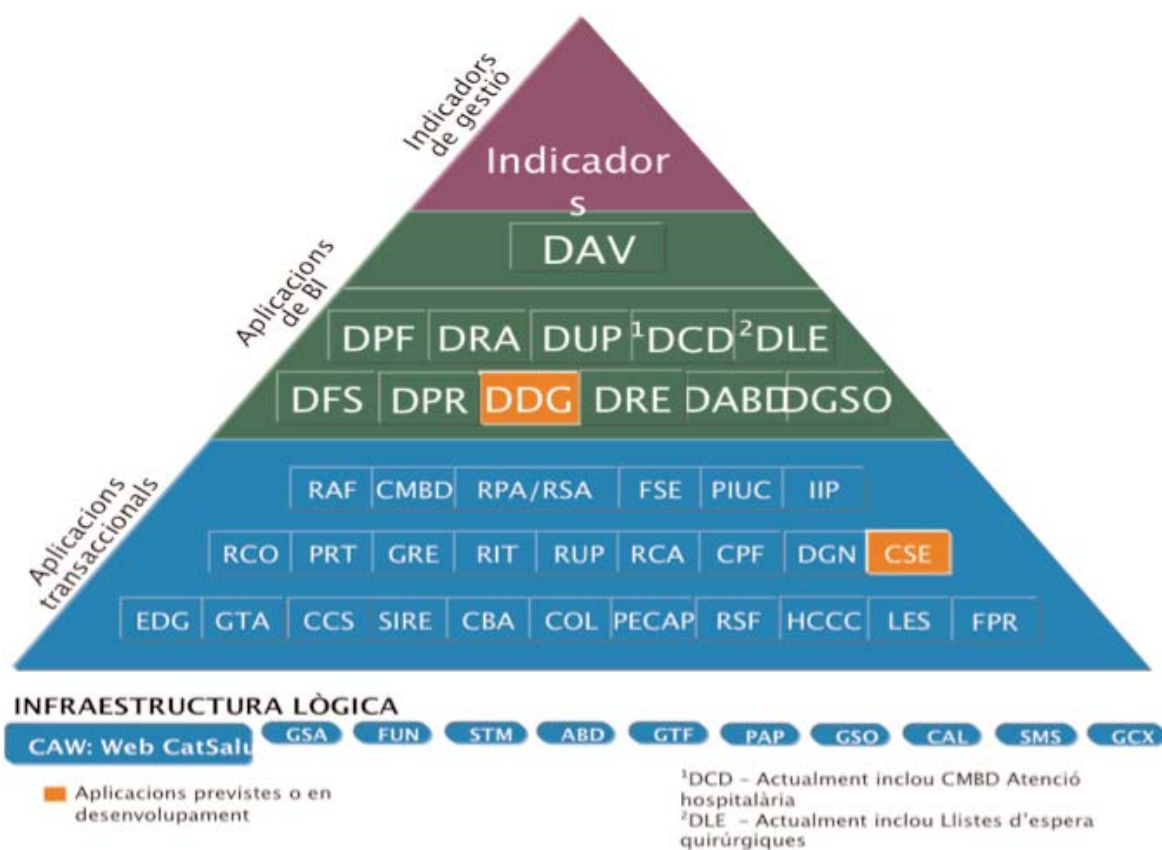 Indicadors
de gestió
Indicador
s
Aplicacions
de BI
DAV
DPF DRA DUP ¹DCD ²DLE
DFS DPR DDG DRE DABD DGSO
Aplicacions
transaccionals
RAF CMBD RPA/RSA FSE PIUC IIP
RCO PRT GRE RIT RUP RCA CPF DGN CSE
EDG GTA CCS SIRE CBA COL PECAP RSF HCCC LES FPR
INFRAESTRUCTURA LÒGICA
CAW: Web CatSalu GSA FUN STM ABD GTF PAP GSO CAL SMS GCX
Aplicacions previstes o en
desenvolupament
¹DCD – Actualment inclou CMBD Atenció
hospitalària
²DLE – Actualment inclou Llistes d'espera
quirúrgiques